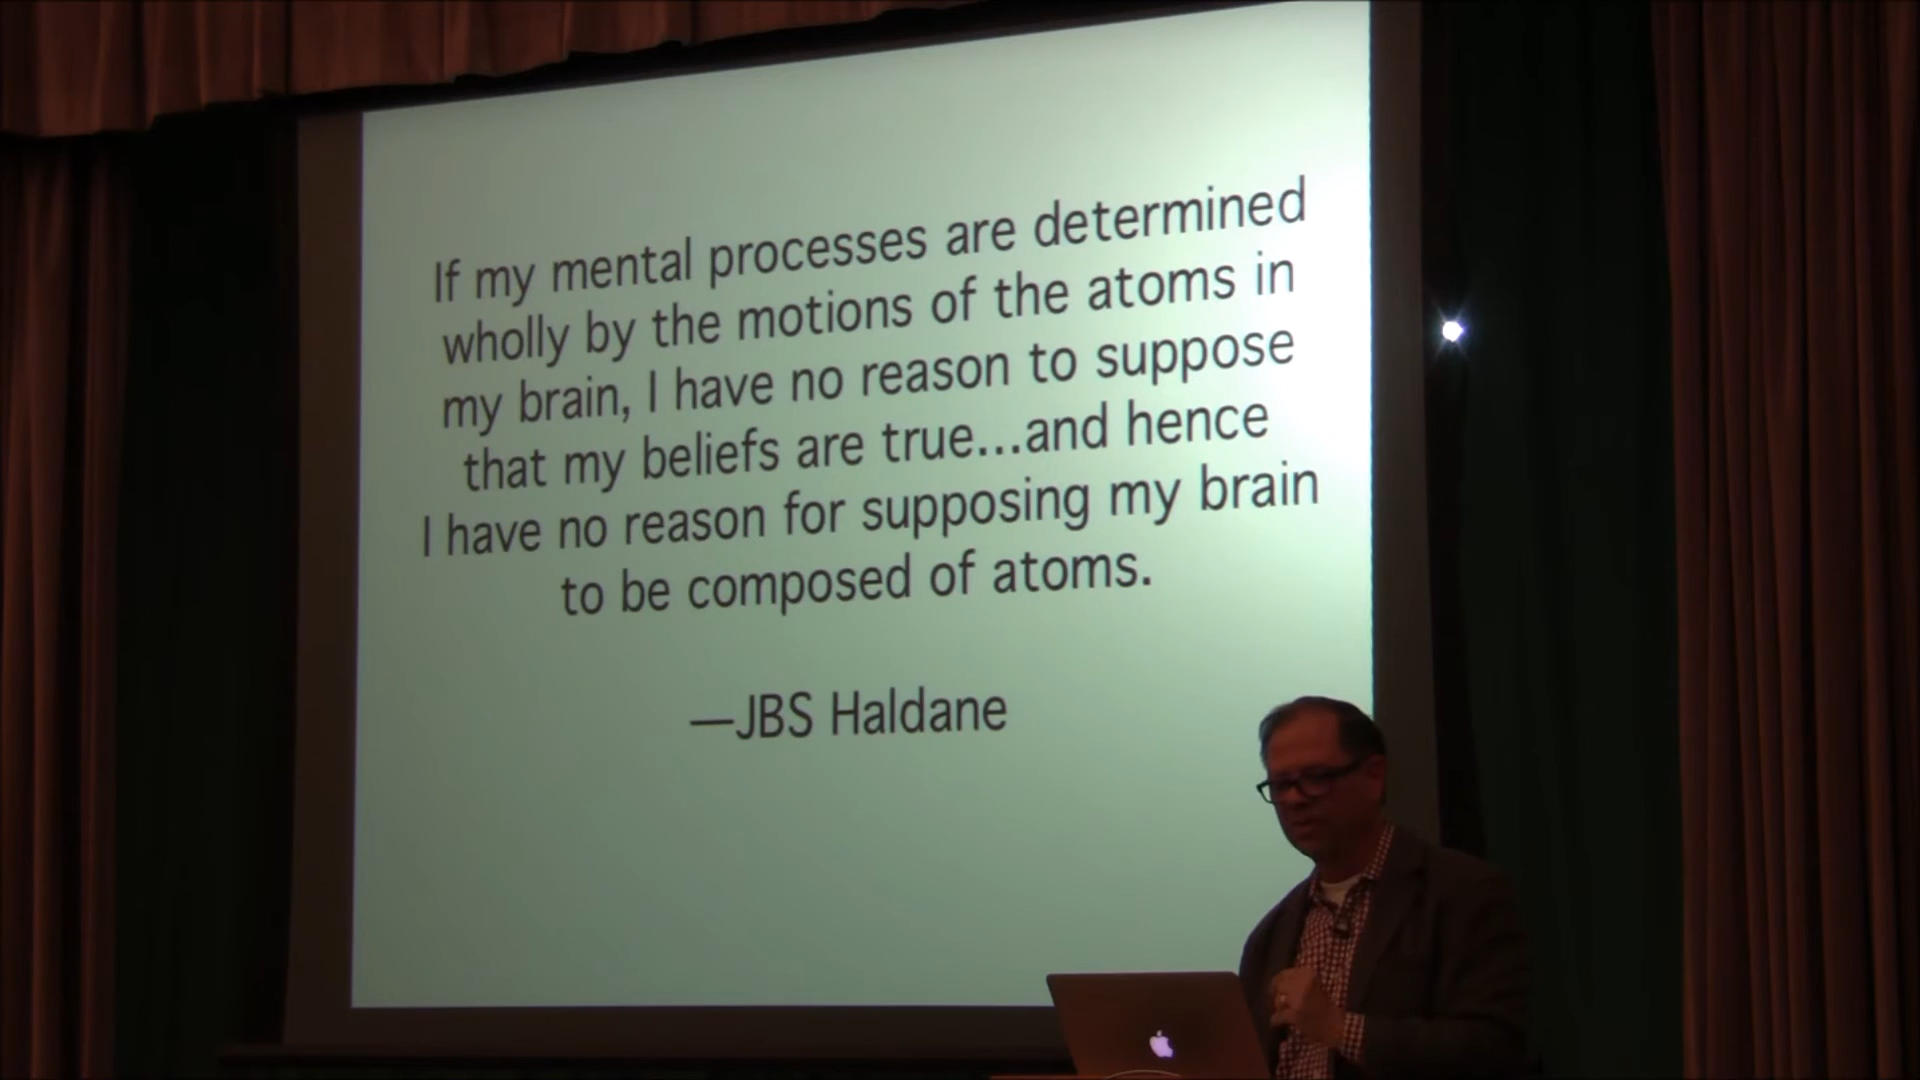 If my mental processes are determined
wholly by the motions of the atoms in
my brain, I have no reason to suppose
that my beliefs are true...and hence
I have no reason for supposing my brain
to be composed of atoms.
—JBS Haldane